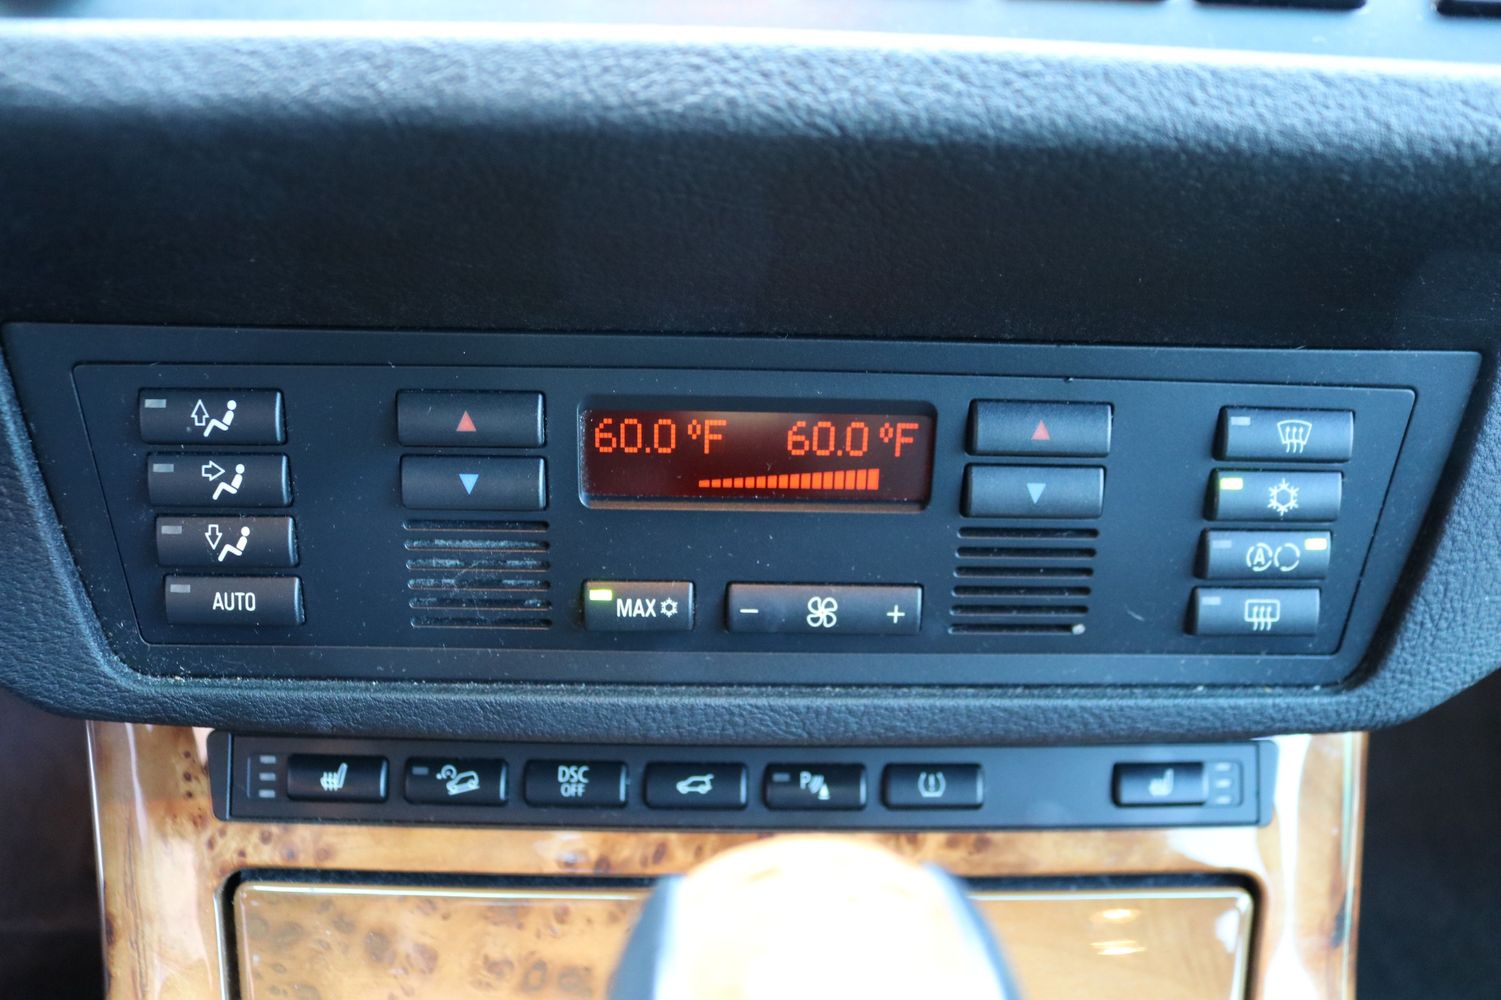 60.0 °F 60.0 °F
AUTO
MAX
- +
A
DSC
OFF
P